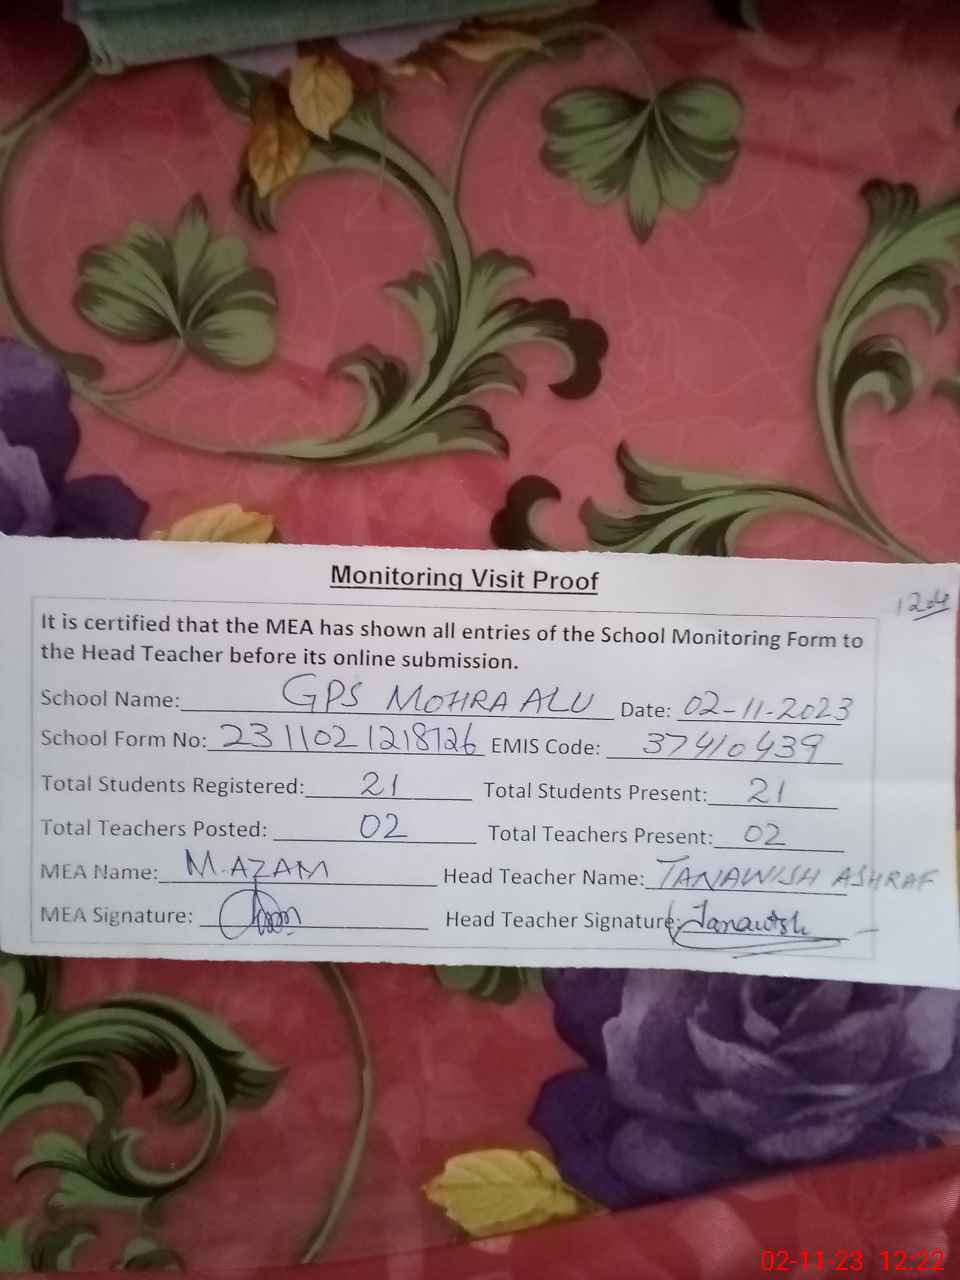 Monitoring Visit Proof
It is certified that the MEA has shown all entries of the School Monitoring Form to
the Head Teacher before its online submission.
School Name: GPS MOHRA ALU Date: 02-11-2023
School Form No: 2311021218726 EMIS Code: 37410439
Total Students Registered: 21 Total Students Present: 21
Total Teachers Posted: 02 Total Teachers Present: 02
MEA Name: M.AZAM Head Teacher Name: TANAWISH ASHRAF
MEA Signature: Head Teacher Signature: Tanawish
02-11-23 12:22